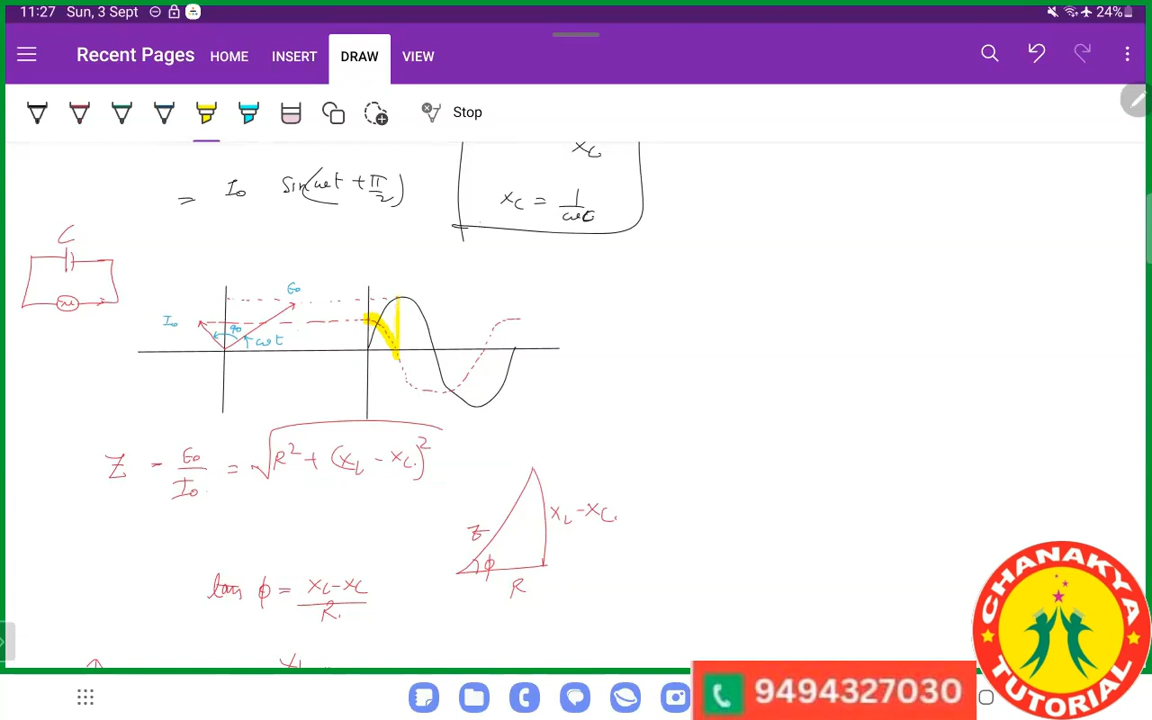 11:27 Sun, 3 Sept 24%
Recent Pages HOME INSERT DRAW VIEW
Stop
= I₀ sin(ωt + π/2)
X_C
X_C = 1/ωC
C
E₀
I₀
90
ωt
Z = E₀/I₀ = √(R² + (X_L - X_C)²)
Z
X_L - X_C
φ
R
tan φ = X_L - X_C / R
CHANAKYA
TUTORIAL
9494327030